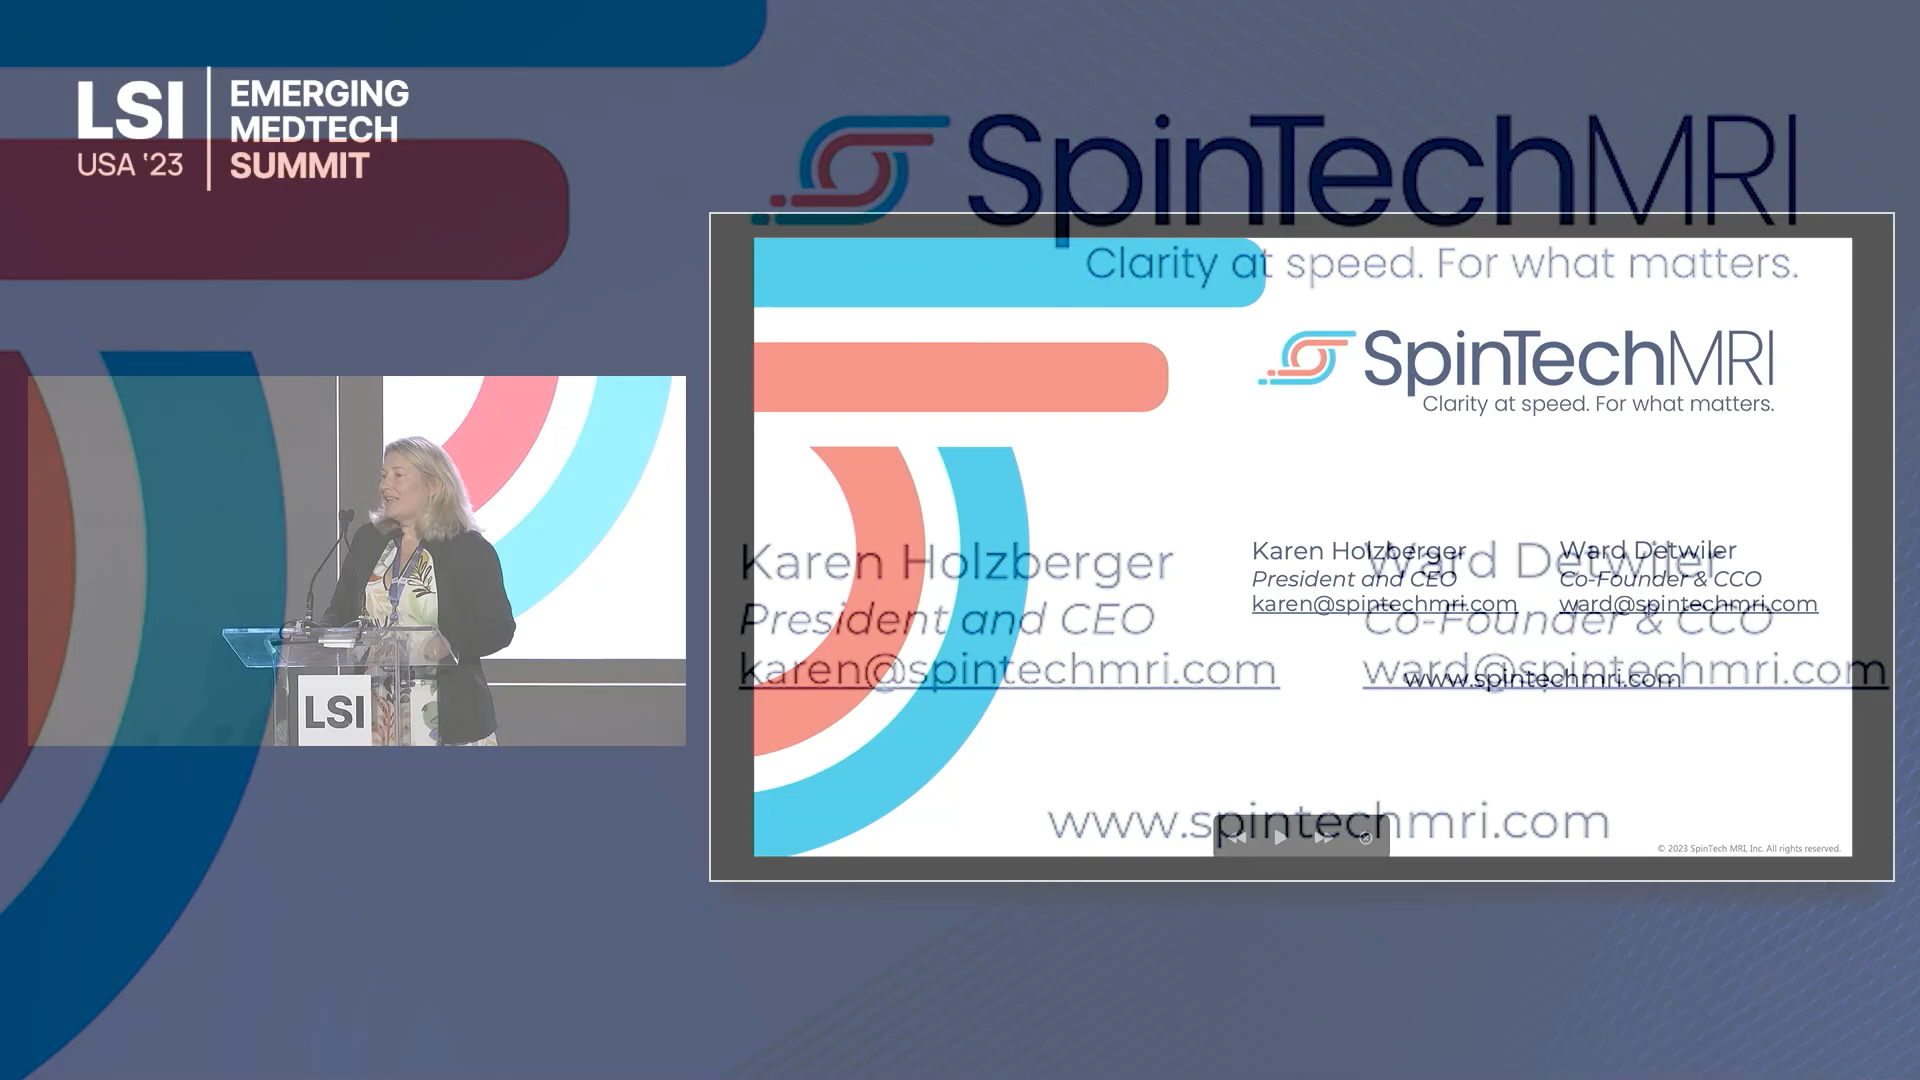 LSI
USA '23
EMERGING
MEDTECH
SUMMIT
SpinTechMRI
Clarity at speed. For what matters.
SpinTechMRI
Clarity at speed. For what matters.
Karen Holzberger
President and CEO
karen@spintechmri.com
Ward Detwiler
Co-Founder & CCO
ward@spintechmri.com
Karen Holzberger
President and CEO
karen@spintechmri.com
Ward Detwiler
Co-Founder & CCO
ward@spintechmri.com
www.spintechmri.com
LSI
www.spintechmri.com
© 2023 SpinTech MRI, Inc. All rights reserved.